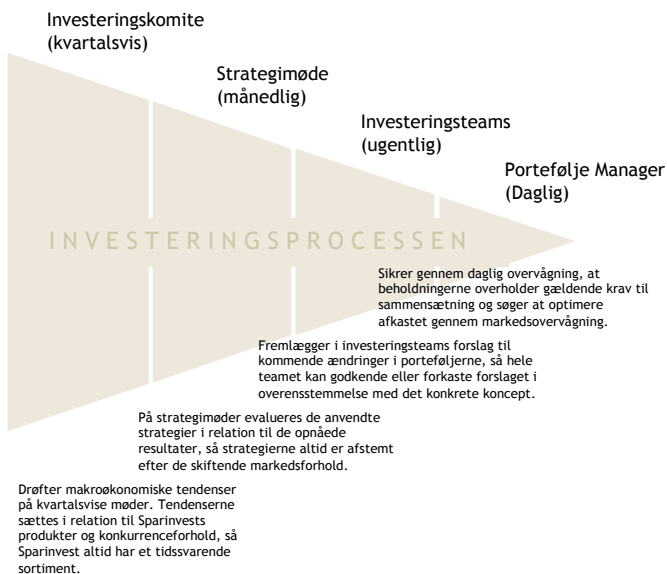 Investeringskomite
(kvartalsvis)
Strategimøde
(månedlig)
Investeringsteams
(ugentlig)
Portefølje Manager
(Daglig)
INVESTERINGSPROCESSEN
Sikrer gennem daglig overvågning, at
beholdningerne overholder gældende krav til
sammensætning og søger at optimere
afkastet gennem markedsovervågning.
Fremlægger i investeringsteams forslag til
kommende ændringer i porteføljerne, så hele
teamet kan godkende eller forkaste forslaget i
overensstemmelse med det konkrete koncept.
På strategimøder evalueres de anvendte
strategier i relation til de opnåede
resultater, så strategierne altid er afstemt
efter de skiftende markedsforhold.
Drøfter makroøkonomiske tendenser
på kvartalsvise møder. Tendenserne
sættes i relation til Sparinvests
produkter og konkurrenceforhold, så
Sparinvest altid har et tidssvarende
sortiment.